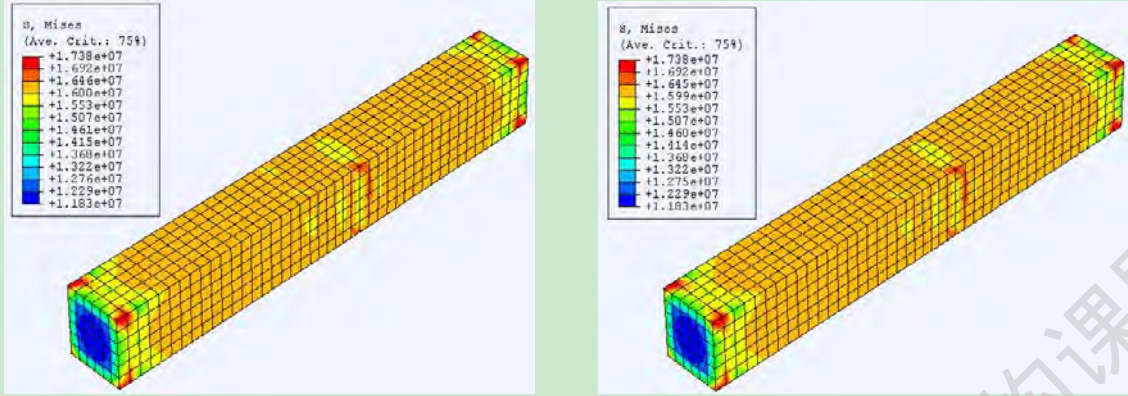 S, Mises
(Ave. Crit.: 75%)
+1.738e+07
+1.692e+07
+1.646e+07
+1.600e+07
+1.553e+07
+1.507e+07
+1.461e+07
+1.415e+07
+1.368e+07
+1.322e+07
+1.276e+07
+1.229e+07
+1.183e+07
S, Mises
(Ave. Crit.: 75%)
+1.738e+07
+1.692e+07
+1.645e+07
+1.599e+07
+1.553e+07
+1.507e+07
+1.460e+07
+1.414e+07
+1.368e+07
+1.322e+07
+1.275e+07
+1.229e+07
+1.183e+07
的课